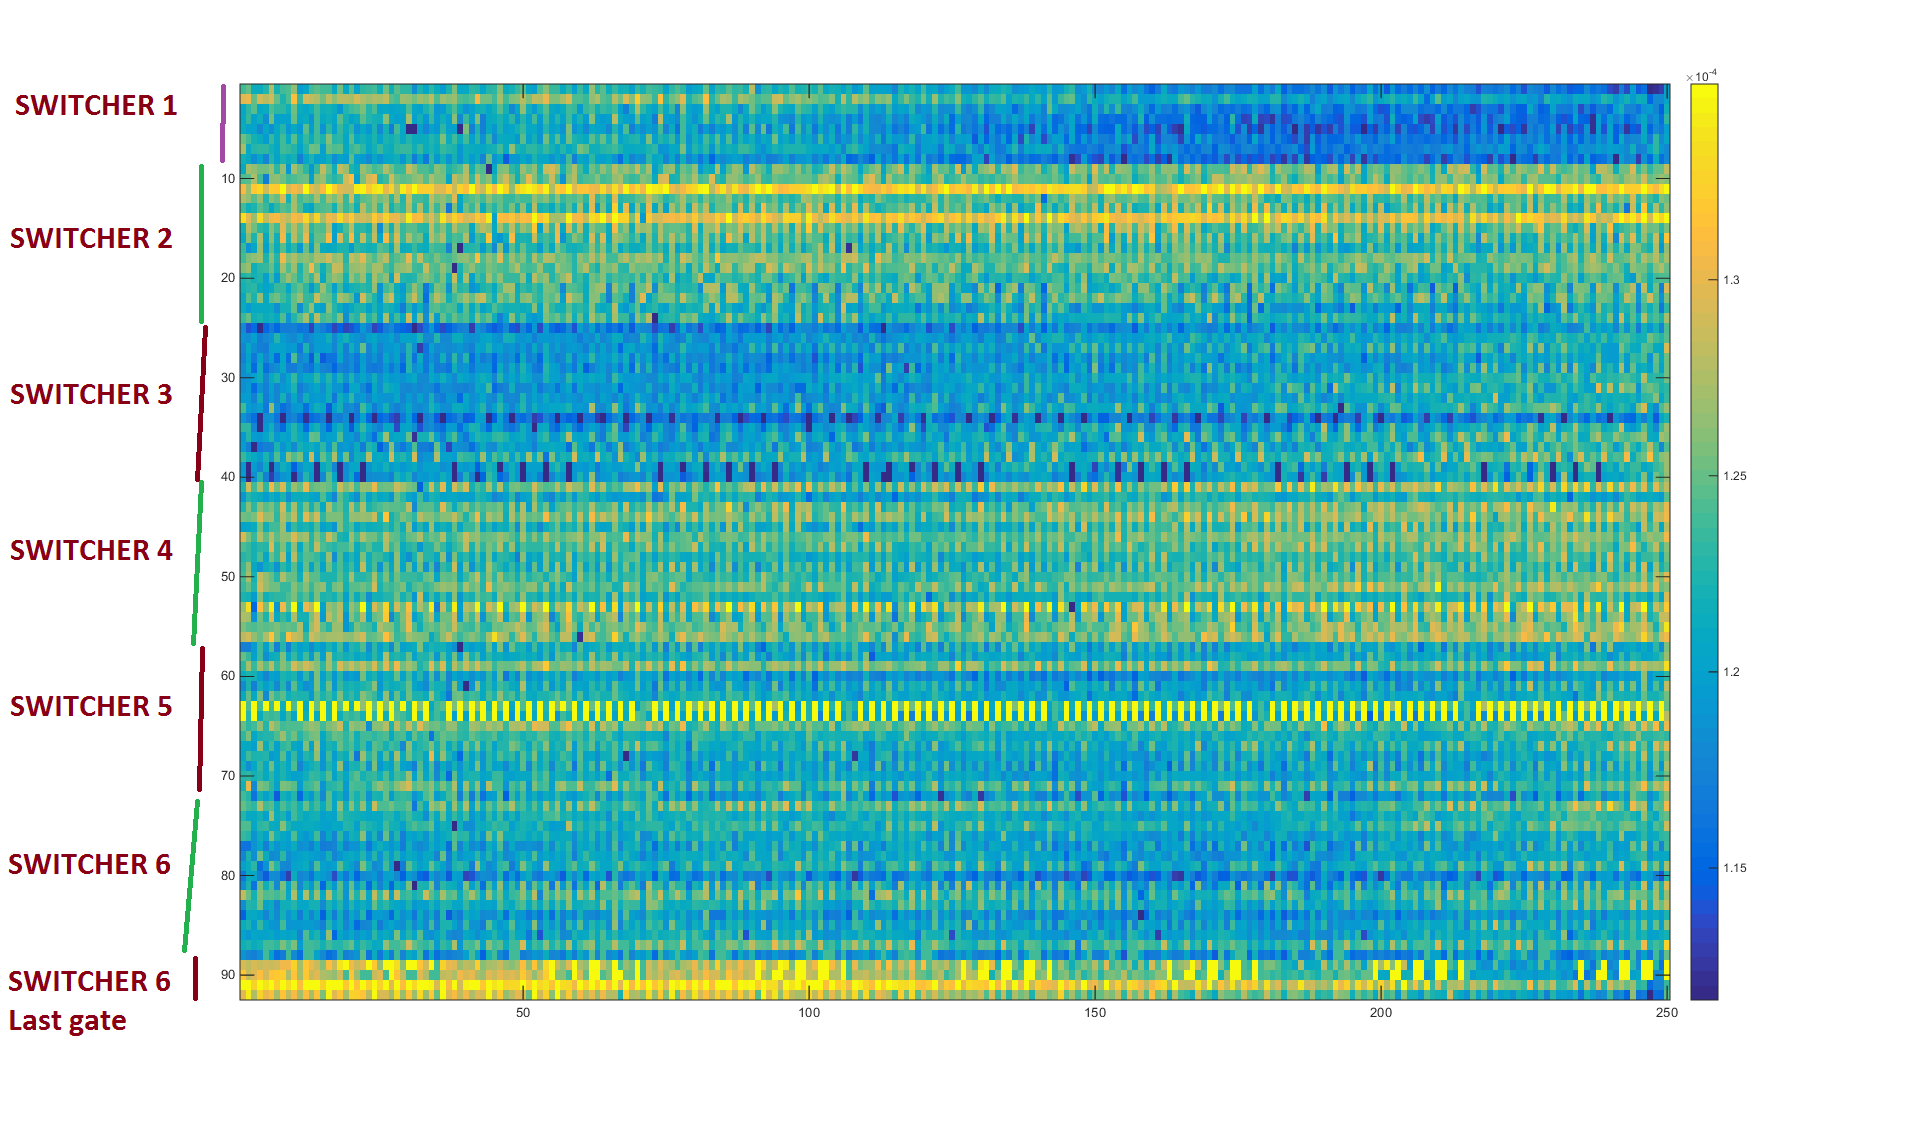 ×10-4
SWITCHER 1
10
SWITCHER 2
20
1.3
30
SWITCHER 3
40
1.25
SWITCHER 4
50
60
1.2
SWITCHER 5
70
SWITCHER 6
80
1.15
90
SWITCHER 6
Last gate
50 100 150 200 250